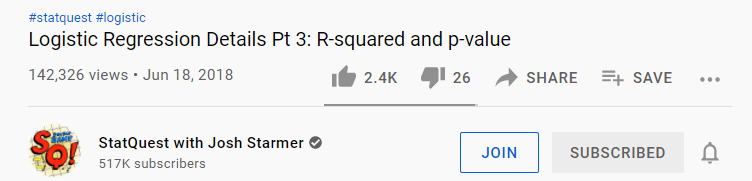 #statquest #logistic
Logistic Regression Details Pt 3: R-squared and p-value
142,326 views • Jun 18, 2018 2.4K 26 SHARE SAVE
SQ!
StatQuest with Josh Starmer
517K subscribers
JOIN SUBSCRIBED